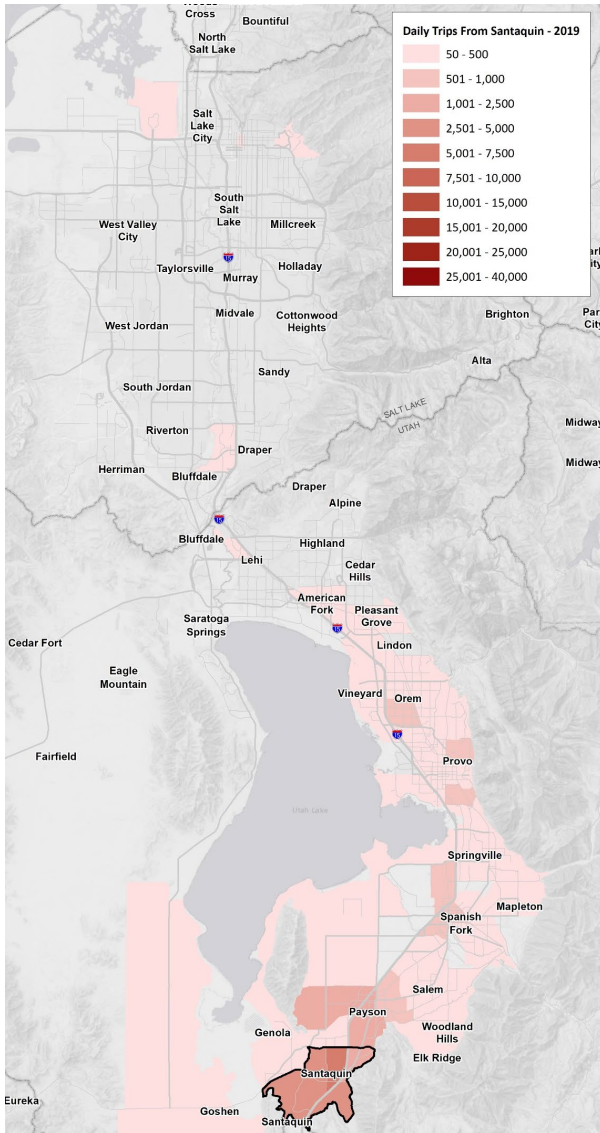 Cross
Bountiful
North
Salt Lake
Daily Trips From Santaquin - 2019
50 - 500
501 - 1,000
1,001 - 2,500
2,501 - 5,000
5,001 - 7,500
7,501 - 10,000
10,001 - 15,000
15,001 - 20,000
20,001 - 25,000
25,001 - 40,000
Salt
Lake
City
South
Salt
Lake
West Valley
City
Millcreek
15
Taylorsville
Holladay
Murray
Midvale
Cottonwood
Heights
Brighton
West Jordan
Alta
Sandy
South Jordan
SALT LAKE
UTAH
Riverton
Draper
Herriman
Bluffdale
Midway
Midway
Draper
Alpine
15
Bluffdale
Highland
Lehi
Cedar
Hills
American
Fork
Pleasant
Grove
Saratoga
Springs
15
Cedar Fort
Lindon
Eagle
Mountain
Vineyard
Orem
15
Fairfield
Provo
Utah Lake
Springville
Mapleton
Spanish
Fork
Salem
Payson
Genola
Woodland
Hills
Elk Ridge
Santaquin
Eureka
Goshen
Santaquin